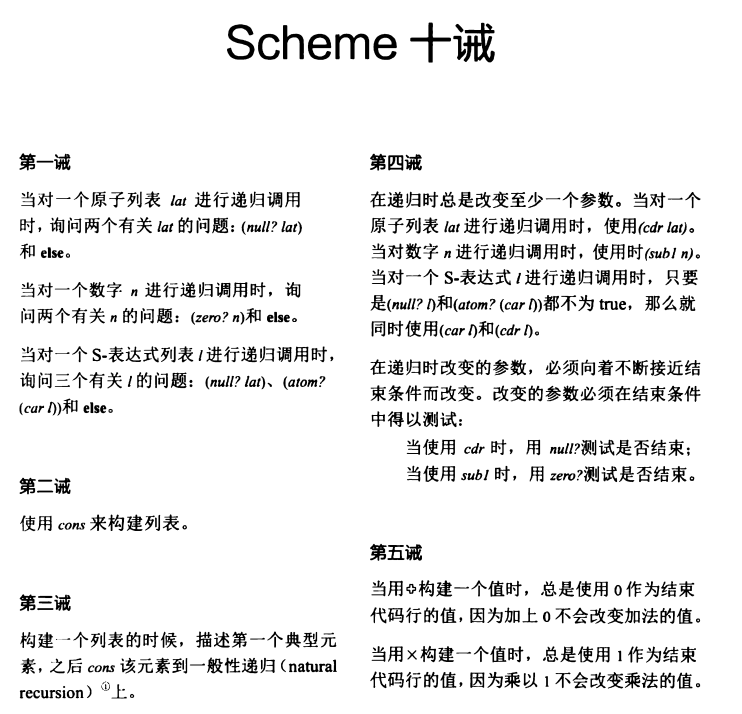 Scheme 十诫
第一诫
当对一个原子列表 lat 进行递归调用
时，询问两个有关 lat 的问题：(null? lat)
和 else。
当对一个数字 n 进行递归调用时，询
问两个有关 n 的问题：(zero? n)和 else。
当对一个 S-表达式列表 l 进行递归调用时，
询问三个有关 l 的问题：(null? lat)、(atom?
(car l))和 else。
第二诫
使用 cons 来构建列表。
第三诫
构建一个列表的时候，描述第一个典型元
素，之后 cons 该元素到一般性递归（natural
recursion）①上。
第四诫
在递归时总是改变至少一个参数。当对一个
原子列表 lat 进行递归调用时，使用(cdr lat)。
当对数字 n 进行递归调用时，使用时(sub1 n)。
当对一个 S-表达式 l 进行递归调用时，只要
是(null? l)和(atom? (car l))都不为 true，那么就
同时使用(car l)和(cdr l)。
在递归时改变的参数，必须向着不断接近结
束条件而改变。改变的参数必须在结束条件
中得以测试：
当使用 cdr 时，用 null?测试是否结束；
当使用 sub1 时，用 zero?测试是否结束。
第五诫
当用✢构建一个值时，总是使用 0 作为结束
代码行的值，因为加上 0 不会改变加法的值。
当用×构建一个值时，总是使用 1 作为结束
代码行的值，因为乘以 1 不会改变乘法的值。